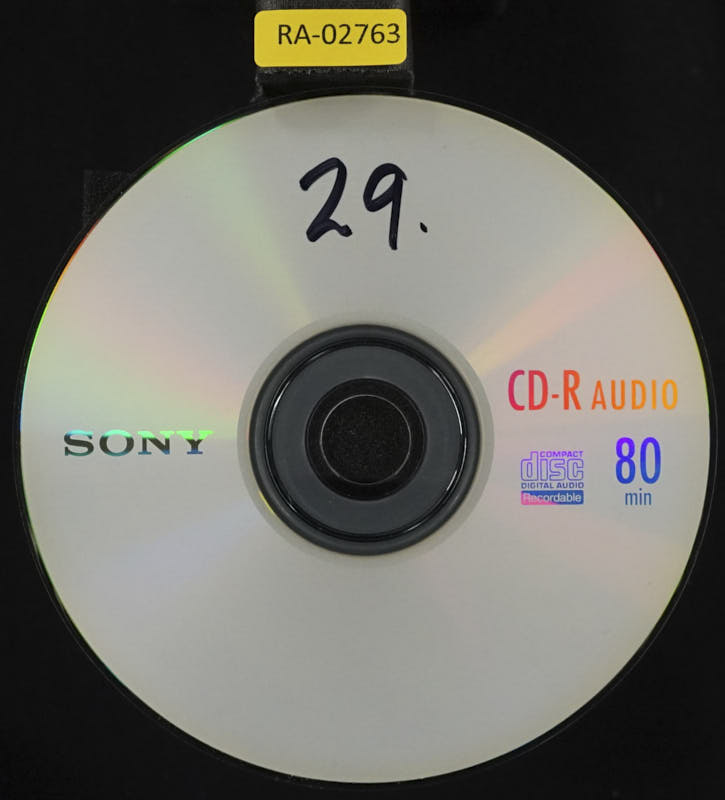 RA-02763
29.
SONY
CD-R AUDIO
COMPACT
disc
DIGITAL AUDIO
Recordable
80
min